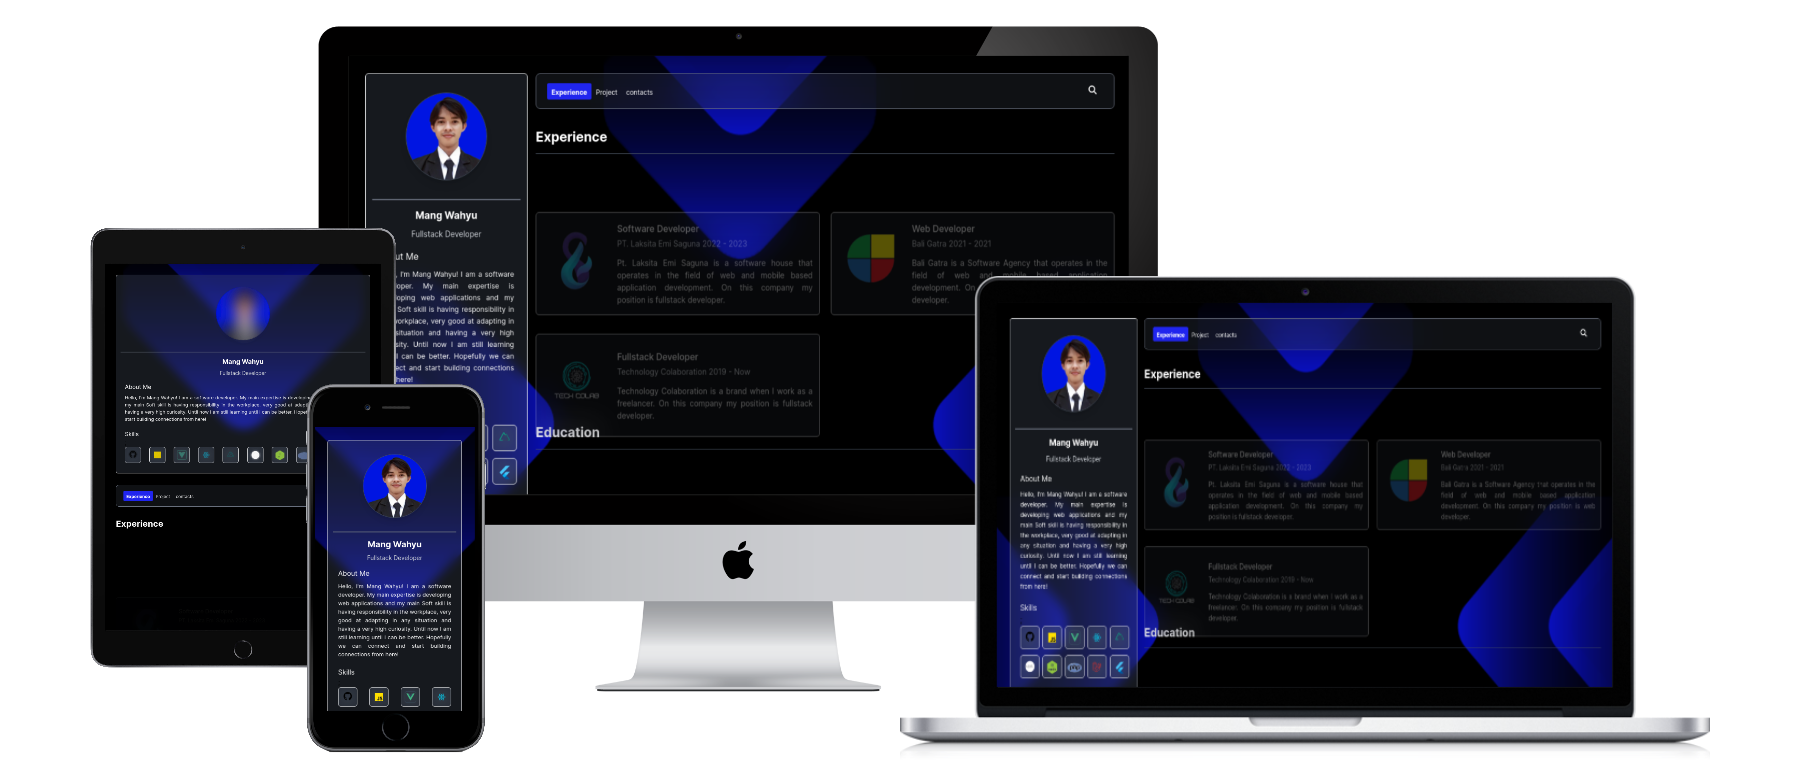 Experience Project contacts
Experience
Mang Wahyu
Fullstack Developer
ut Me
, I'm Mang Wahyu! I am a software
oper. My main expertise is
oping web applications and my
Soft skill is having responsibility in
workplace, very good at adapting in
situation and having a very high
sity. Until now I am still learning
I can be better. Hopefully we can
ect and start building connections
here!
Software Developer
PT. Laksita Emi Saguna 2022 - 2023
Pt. Laksita Emi Saguna is a software house that
operates in the field of web and mobile based
application development. On this company my
position is fullstack developer.
Web Developer
Bali Gatra 2021 - 2021
Bali Gatra is a Software Agency that operates in the
field of web and mobile based application
development. On
developer.
TECH COLAB
Fullstack Developer
Technology Colaboration 2019 - Now
Technology Colaboration is a brand when I work as a
freelancer. On this company my position is fullstack
developer.
Education
Mang Wahyu
Fullstack Developer
About Me
Hello, I'm Mang Wahyu! I am a software developer. My main expertise is develop
my main Soft skill is having responsibility in the workplace, very good at adap
having a very high curiosity. Until now I am still learning until I can be better. Hopef
start building connections from here!
Skills
Experience Project contacts
Experience
Mang Wahyu
Fullstack Developer
About Me
Hello, I'm Mang Wahyu! I am a software
developer. My main expertise is developing
web applications and my main Soft skill is
having responsibility in the workplace, very
good at adapting in any situation and
having a very high curiosity. Until now I am
still learning until I can be better. Hopefully
we can connect and start building
connections from here!
Skills
JS
Experience Project contacts
Experience
Mang Wahyu
Fullstack Developer
About Me
Hello, I'm Mang Wahyu! I am a software
developer. My main expertise is
developing web applications and my
main Soft skill is having responsibility in
the workplace, very good at adapting in
any situation and having a very high
curiosity. Until now I am still learning
until I can be better. Hopefully we can
connect and start building connections
from here!
Skills
JS
php
Software Developer
PT. Laksita Emi Saguna 2022 - 2023
Pt. Laksita Emi Saguna is a software house that
operates in the field of web and mobile based
application development. On this company my
position is fullstack developer.
Web Developer
Bali Gatra 2021 - 2021
Bali Gatra is a Software Agency that operates in the
field of web and mobile based application
development. On this company my position is web
developer.
TECH COLAB
Fullstack Developer
Technology Colaboration 2019 - Now
Technology Colaboration is a brand when I work as a
freelancer. On this company my position is fullstack
developer.
Education